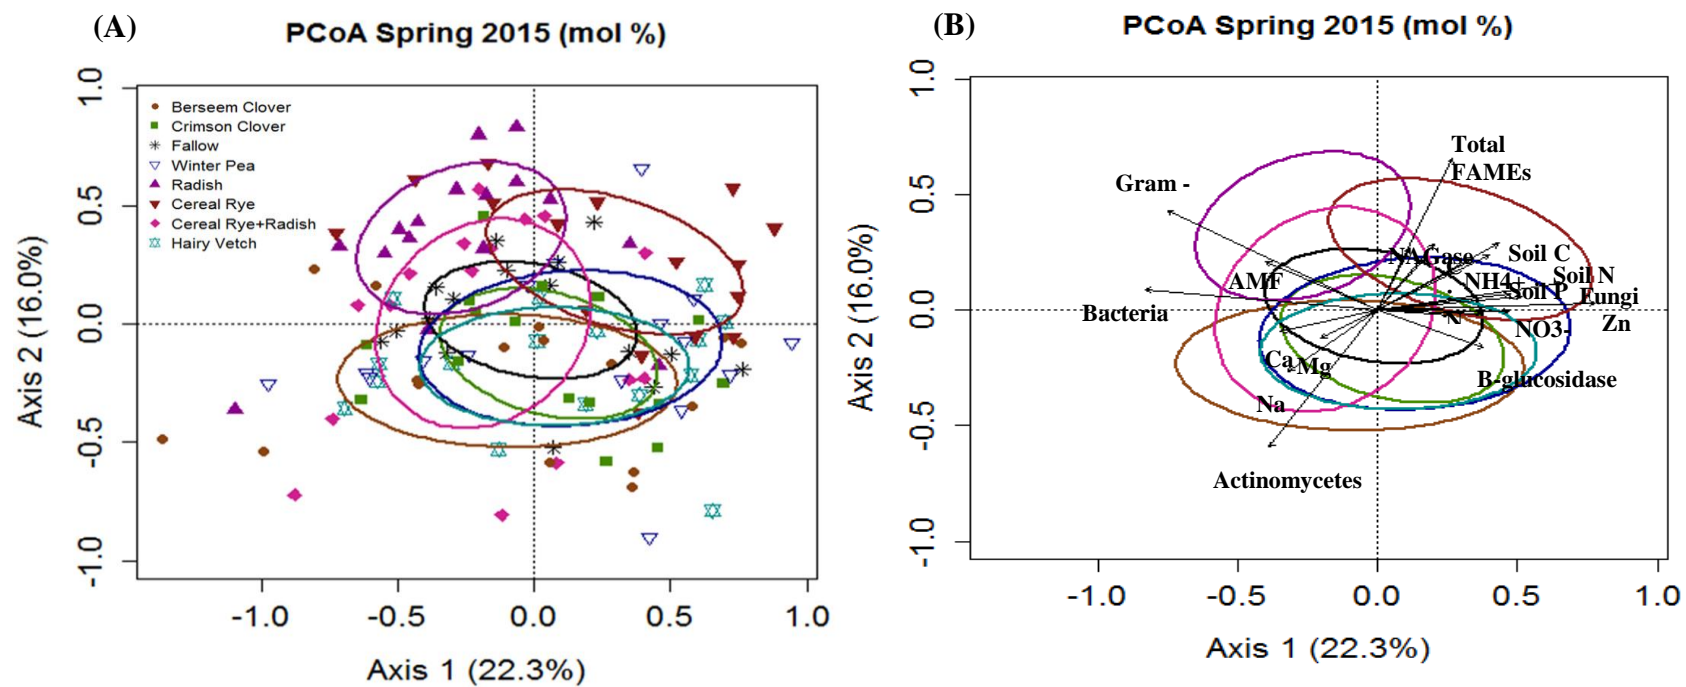 (A)
PCoA Spring 2015 (mol %)
Berseem Clover
Crimson Clover
Fallow
Winter Pea
Radish
Cereal Rye
Cereal Rye+Radish
Hairy Vetch
1.0
0.5
0.0
-0.5
-1.0
Axis 2 (16.0%)
-1.0
-0.5
0.0
0.5
1.0
Axis 1 (22.3%)
(B)
PCoA Spring 2015 (mol %)
1.0
0.5
0.0
-0.5
-1.0
Axis 2 (16.0%)
Total
FAMEs
Gram -
Soil C
AMF
NH4+
Soil N
Soil P
Fungi
Bacteria
N
NO3-
Zn
Ca
Mg
B-glucosidase
Na
Actinomycetes
-1.0
-0.5
0.0
0.5
1.0
Axis 1 (22.3%)